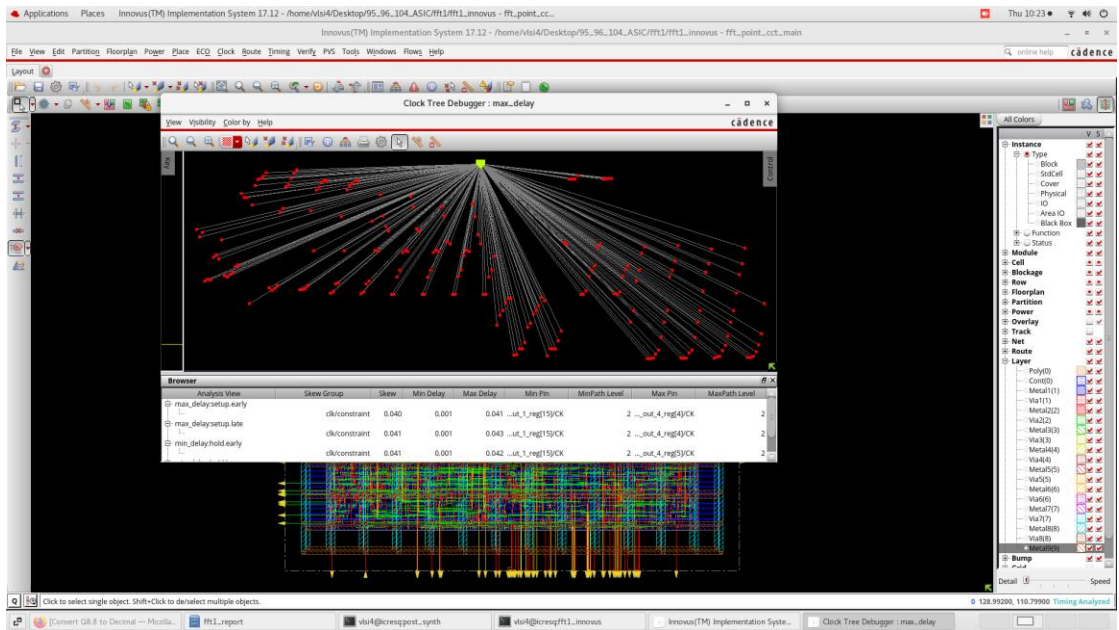 Applications Places Innovus(TM) Implementation System 17.12 - /home/vlsi4/Desktop/95_96_104_ASIC/fft1/fft1_innovus - fft_point_cc... Thu 10:23
Innovus(TM) Implementation System 17.12 - /home/vlsi4/Desktop/95_96_104_ASIC/fft1/fft1_innovus - fft_point_cct_main
File View Edit Partition Floorplan Power Place ECO Clock Route Timing Verify PVS Tools Windows Flows Help online help cādence
Layout
Clock Tree Debugger : max_delay
View Visibility Color by Help cādence
Key
Control
Browser
Analysis View Skew Group Skew Min Delay Max Delay Min Pin MinPath Level Max Pin MaxPath Level
max_delay:setup.early
clk/constraint 0.040 0.001 0.041 ...ut_1_reg[15]/CK 2 ..._out_4_reg[4]/CK 2
max_delay:setup.late
clk/constraint 0.041 0.001 0.043 ...ut_1_reg[15]/CK 2 ..._out_4_reg[4]/CK 2
min_delay:hold.early
clk/constraint 0.041 0.001 0.042 ...ut_1_reg[15]/CK 2 ..._out_4_reg[5]/CK 2
All Colors
V S
Instance
Type
Block
StdCell
Cover
Physical
IO
Area IO
Black Box
Function
Status
Module
Cell
Blockage
Row
Floorplan
Partition
Power
Overlay
Track
Net
Route
Layer
Poly(0)
Cont(0)
Metal1(1)
Via1(1)
Metal2(2)
Via2(2)
Metal3(3)
Via3(3)
Metal4(4)
Via4(4)
Metal5(5)
Via5(5)
Metal6(6)
Via6(6)
Metal7(7)
Via7(7)
Metal8(8)
Via8(8)
Metal9(9)
Bump
Detail Speed
Q Click to select single object. Shift+Click to de/select multiple objects. 0 128.99200, 110.79900 Timing Analyzed
[Convert Q8.8 to Decimal — Mozilla... fft1_report vlsi4@icresq:post_synth vlsi4@icresq:fft1_innovus Innovus(TM) Implementation Syste... Clock Tree Debugger : max_delay